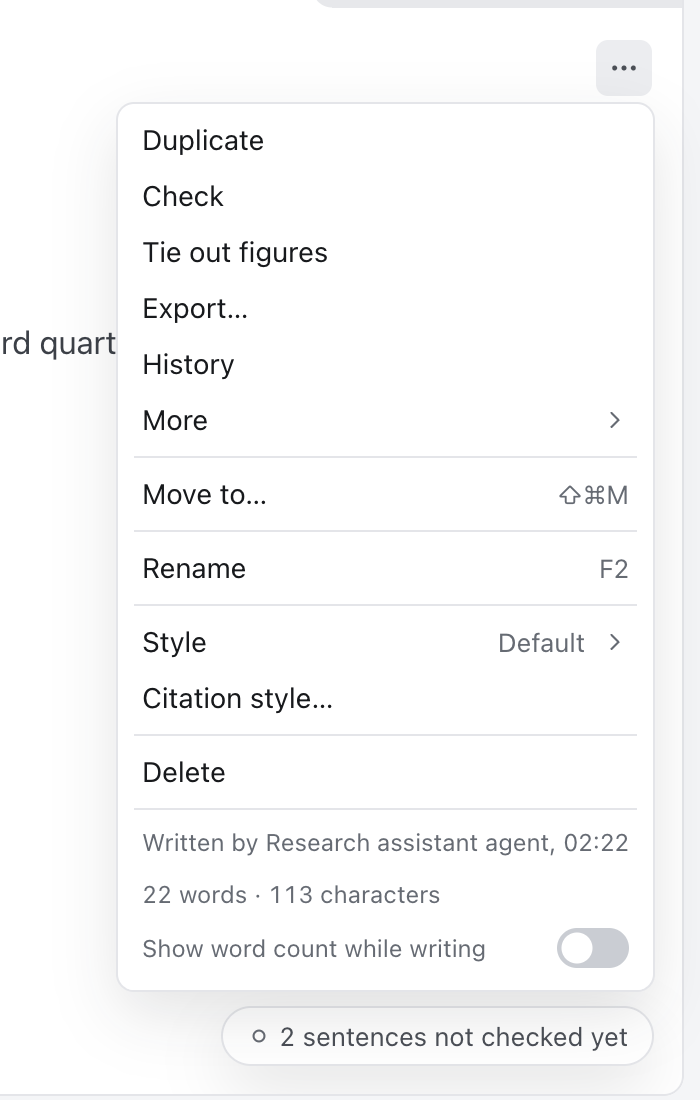 Duplicate
Check
Tie out figures
Export...
rd quart
History
More
Move to... ⇧⌘M
Rename F2
Style Default
Citation style...
Delete
Written by Research assistant agent, 02:22
22 words · 113 characters
Show word count while writing
2 sentences not checked yet